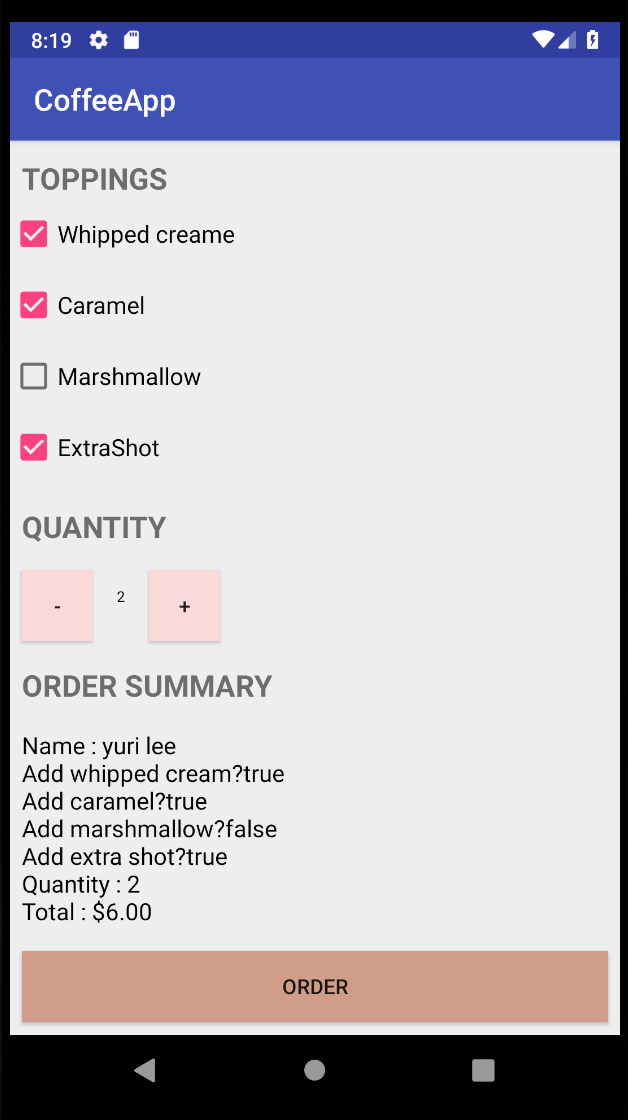 8:19
CoffeeApp
TOPPINGS
Whipped creame
Caramel
Marshmallow
ExtraShot
QUANTITY
- 2 +
ORDER SUMMARY
Name : yuri lee
Add whipped cream?true
Add caramel?true
Add marshmallow?false
Add extra shot?true
Quantity : 2
Total : $6.00
ORDER